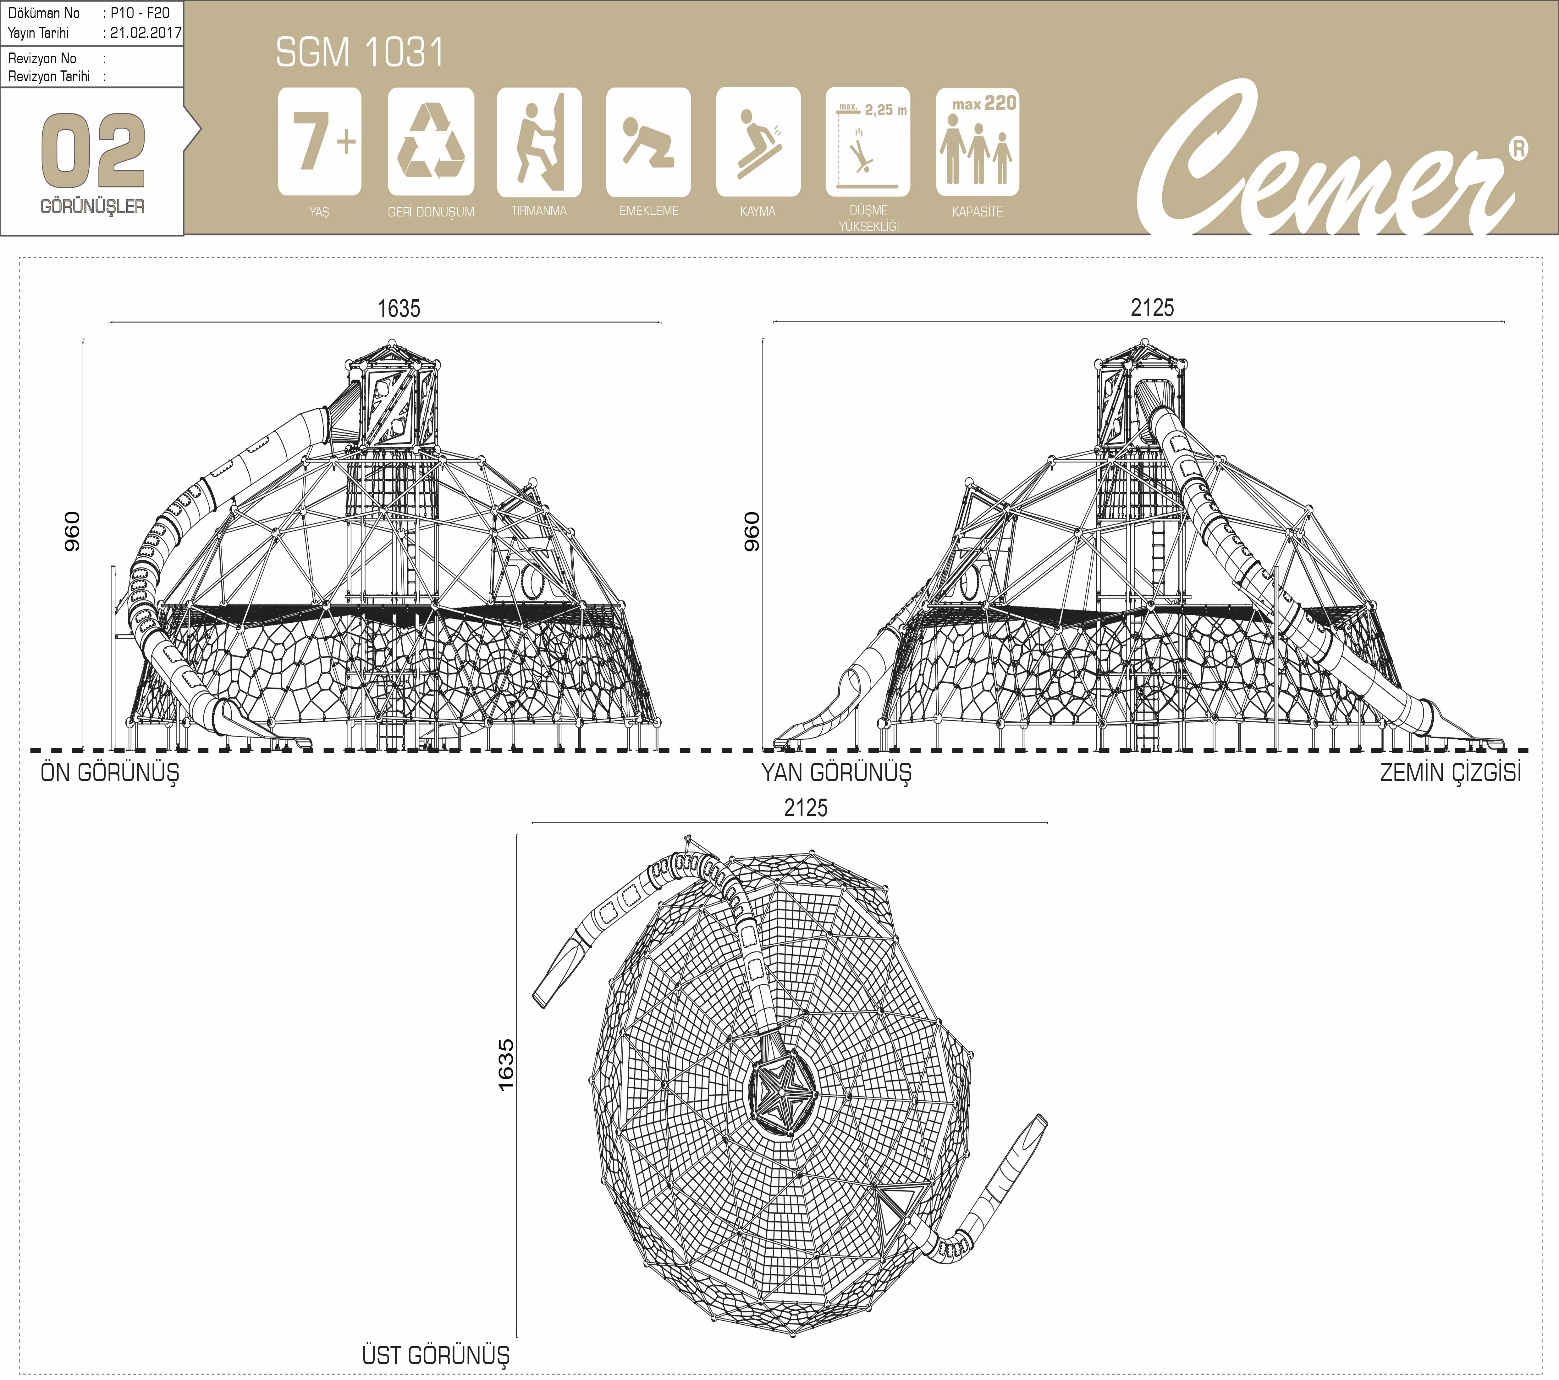 Döküman No : P10 - F20
Yayın Tarihi : 21.02.2017
Revizyon No :
Revizyon Tarihi :
02
GÖRÜNÜŞLER
SGM 1031
7+
YAŞ
GERİ DÖNÜŞÜM
TIRMANMA
EMEKLEME
KAYMA
max. 2,25 m
DÜŞME
YÜKSEKLİĞİ
max 220
KAPASİTE
Cemer®
1635
960
ÖN GÖRÜNÜŞ
2125
960
YAN GÖRÜNÜŞ
ZEMİN ÇİZGİSİ
2125
1635
ÜST GÖRÜNÜŞ